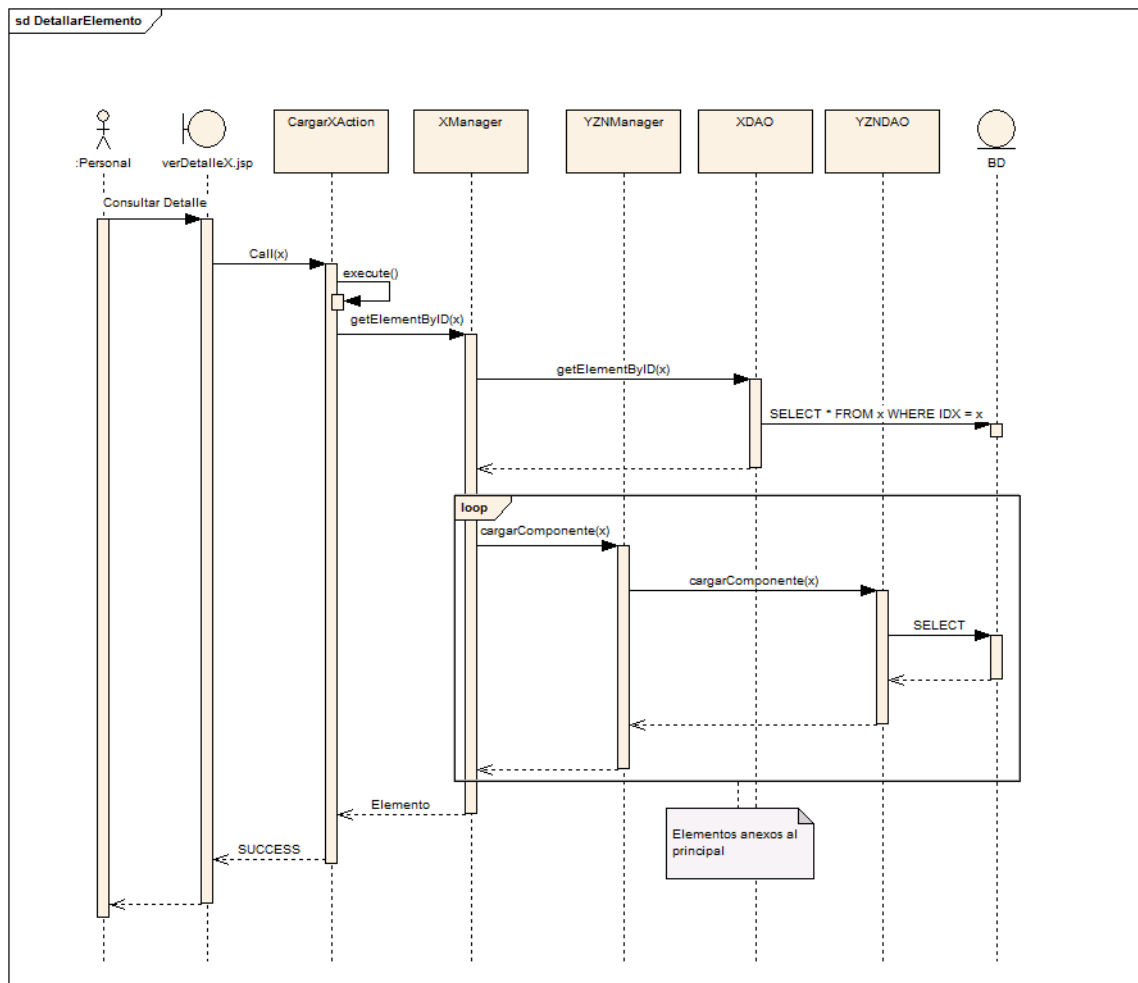 sd DetallarElemento
:Personal
verDetalleX.jsp
CargarXAction
XManager
YZNManager
XDAO
YZNDAO
BD
Consultar Detalle
Call(x)
execute()
getElementByID(x)
getElementByID(x)
SELECT * FROM x WHERE IDX = x
loop
cargarComponente(x)
cargarComponente(x)
SELECT
Elemento
Elementos anexos al
principal
SUCCESS